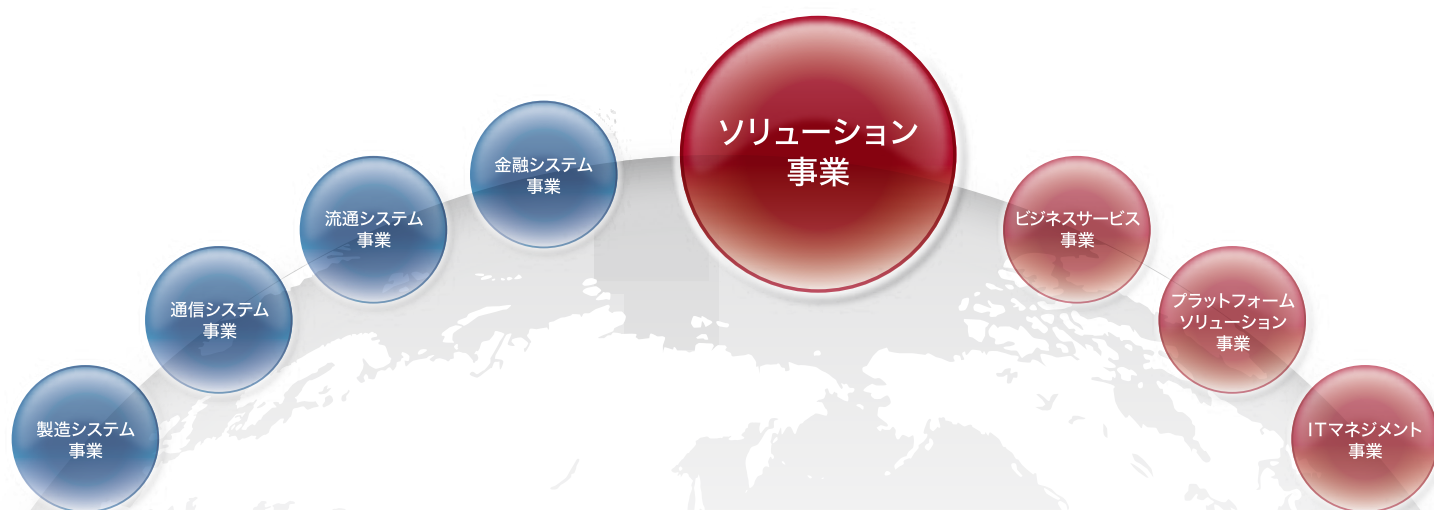 製造システム
事業
通信システム
事業
流通システム
事業
金融システム
事業
ソリューション
事業
ビジネスサービス
事業
プラットフォーム
ソリューション
事業
ITマネジメント
事業